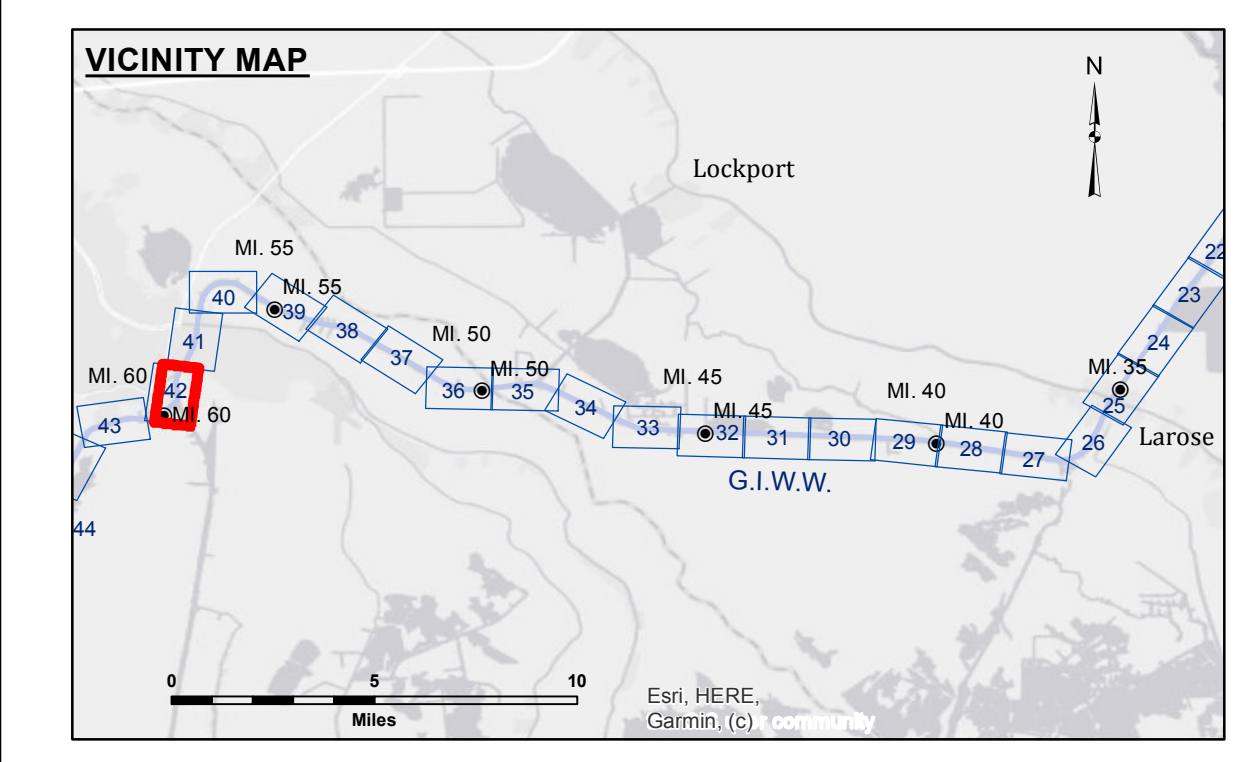 VICINITY MAP
N
Lockport
22
23
24
MI. 55
MI. 55
40
39
38
37
41
MI. 50
MI. 50
36
35
34
33
MI. 45
MI. 45
32
31
30
MI. 40
MI. 40
29
28
27
MI. 35
25
26
Larose
MI. 60
42
MI. 60
43
44
G.I.W.W.
0 5 10
Miles
Esri, HERE,
Garmin, (c)
r community